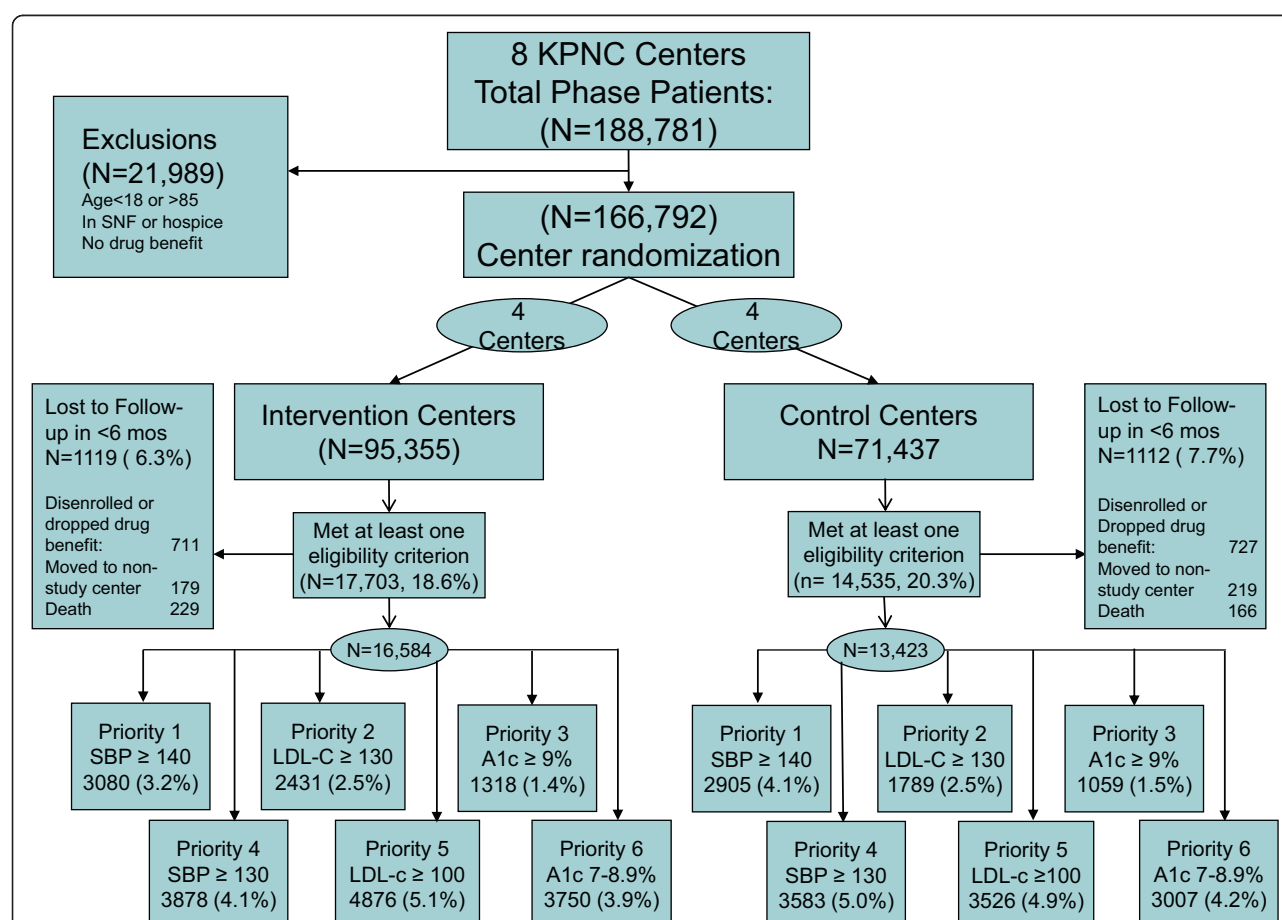 8 KPNC Centers
Total Phase Patients:
(N=188,781)
Exclusions
(N=21,989)
Age<18 or >85
In SNF or hospice
No drug benefit
(N=166,792)
Center randomization
4
Centers
4
Centers
Lost to Follow-
up in <6 mos
N=1119 ( 6.3%)
Disenrolled or
dropped drug
benefit: 711
Moved to non-
study center 179
Death 229
Intervention Centers
(N=95,355)
Control Centers
N=71,437
Lost to Follow-
up in <6 mos
N=1112 ( 7.7%)
Disenrolled or
Dropped drug
benefit: 727
Moved to non-
study center 219
Death 166
Met at least one
eligibility criterion
(N=17,703, 18.6%)
Met at least one
eligibility criterion
(n= 14,535, 20.3%)
N=16,584
N=13,423
Priority 1
SBP ≥ 140
3080 (3.2%)
Priority 2
LDL-C ≥ 130
2431 (2.5%)
Priority 3
A1c ≥ 9%
1318 (1.4%)
Priority 1
SBP ≥ 140
2905 (4.1%)
Priority 2
LDL-C ≥ 130
1789 (2.5%)
Priority 3
A1c ≥ 9%
1059 (1.5%)
Priority 4
SBP ≥ 130
3878 (4.1%)
Priority 5
LDL-c ≥ 100
4876 (5.1%)
Priority 6
A1c 7-8.9%
3750 (3.9%)
Priority 4
SBP ≥ 130
3583 (5.0%)
Priority 5
LDL-c ≥100
3526 (4.9%)
Priority 6
A1c 7-8.9%
3007 (4.2%)